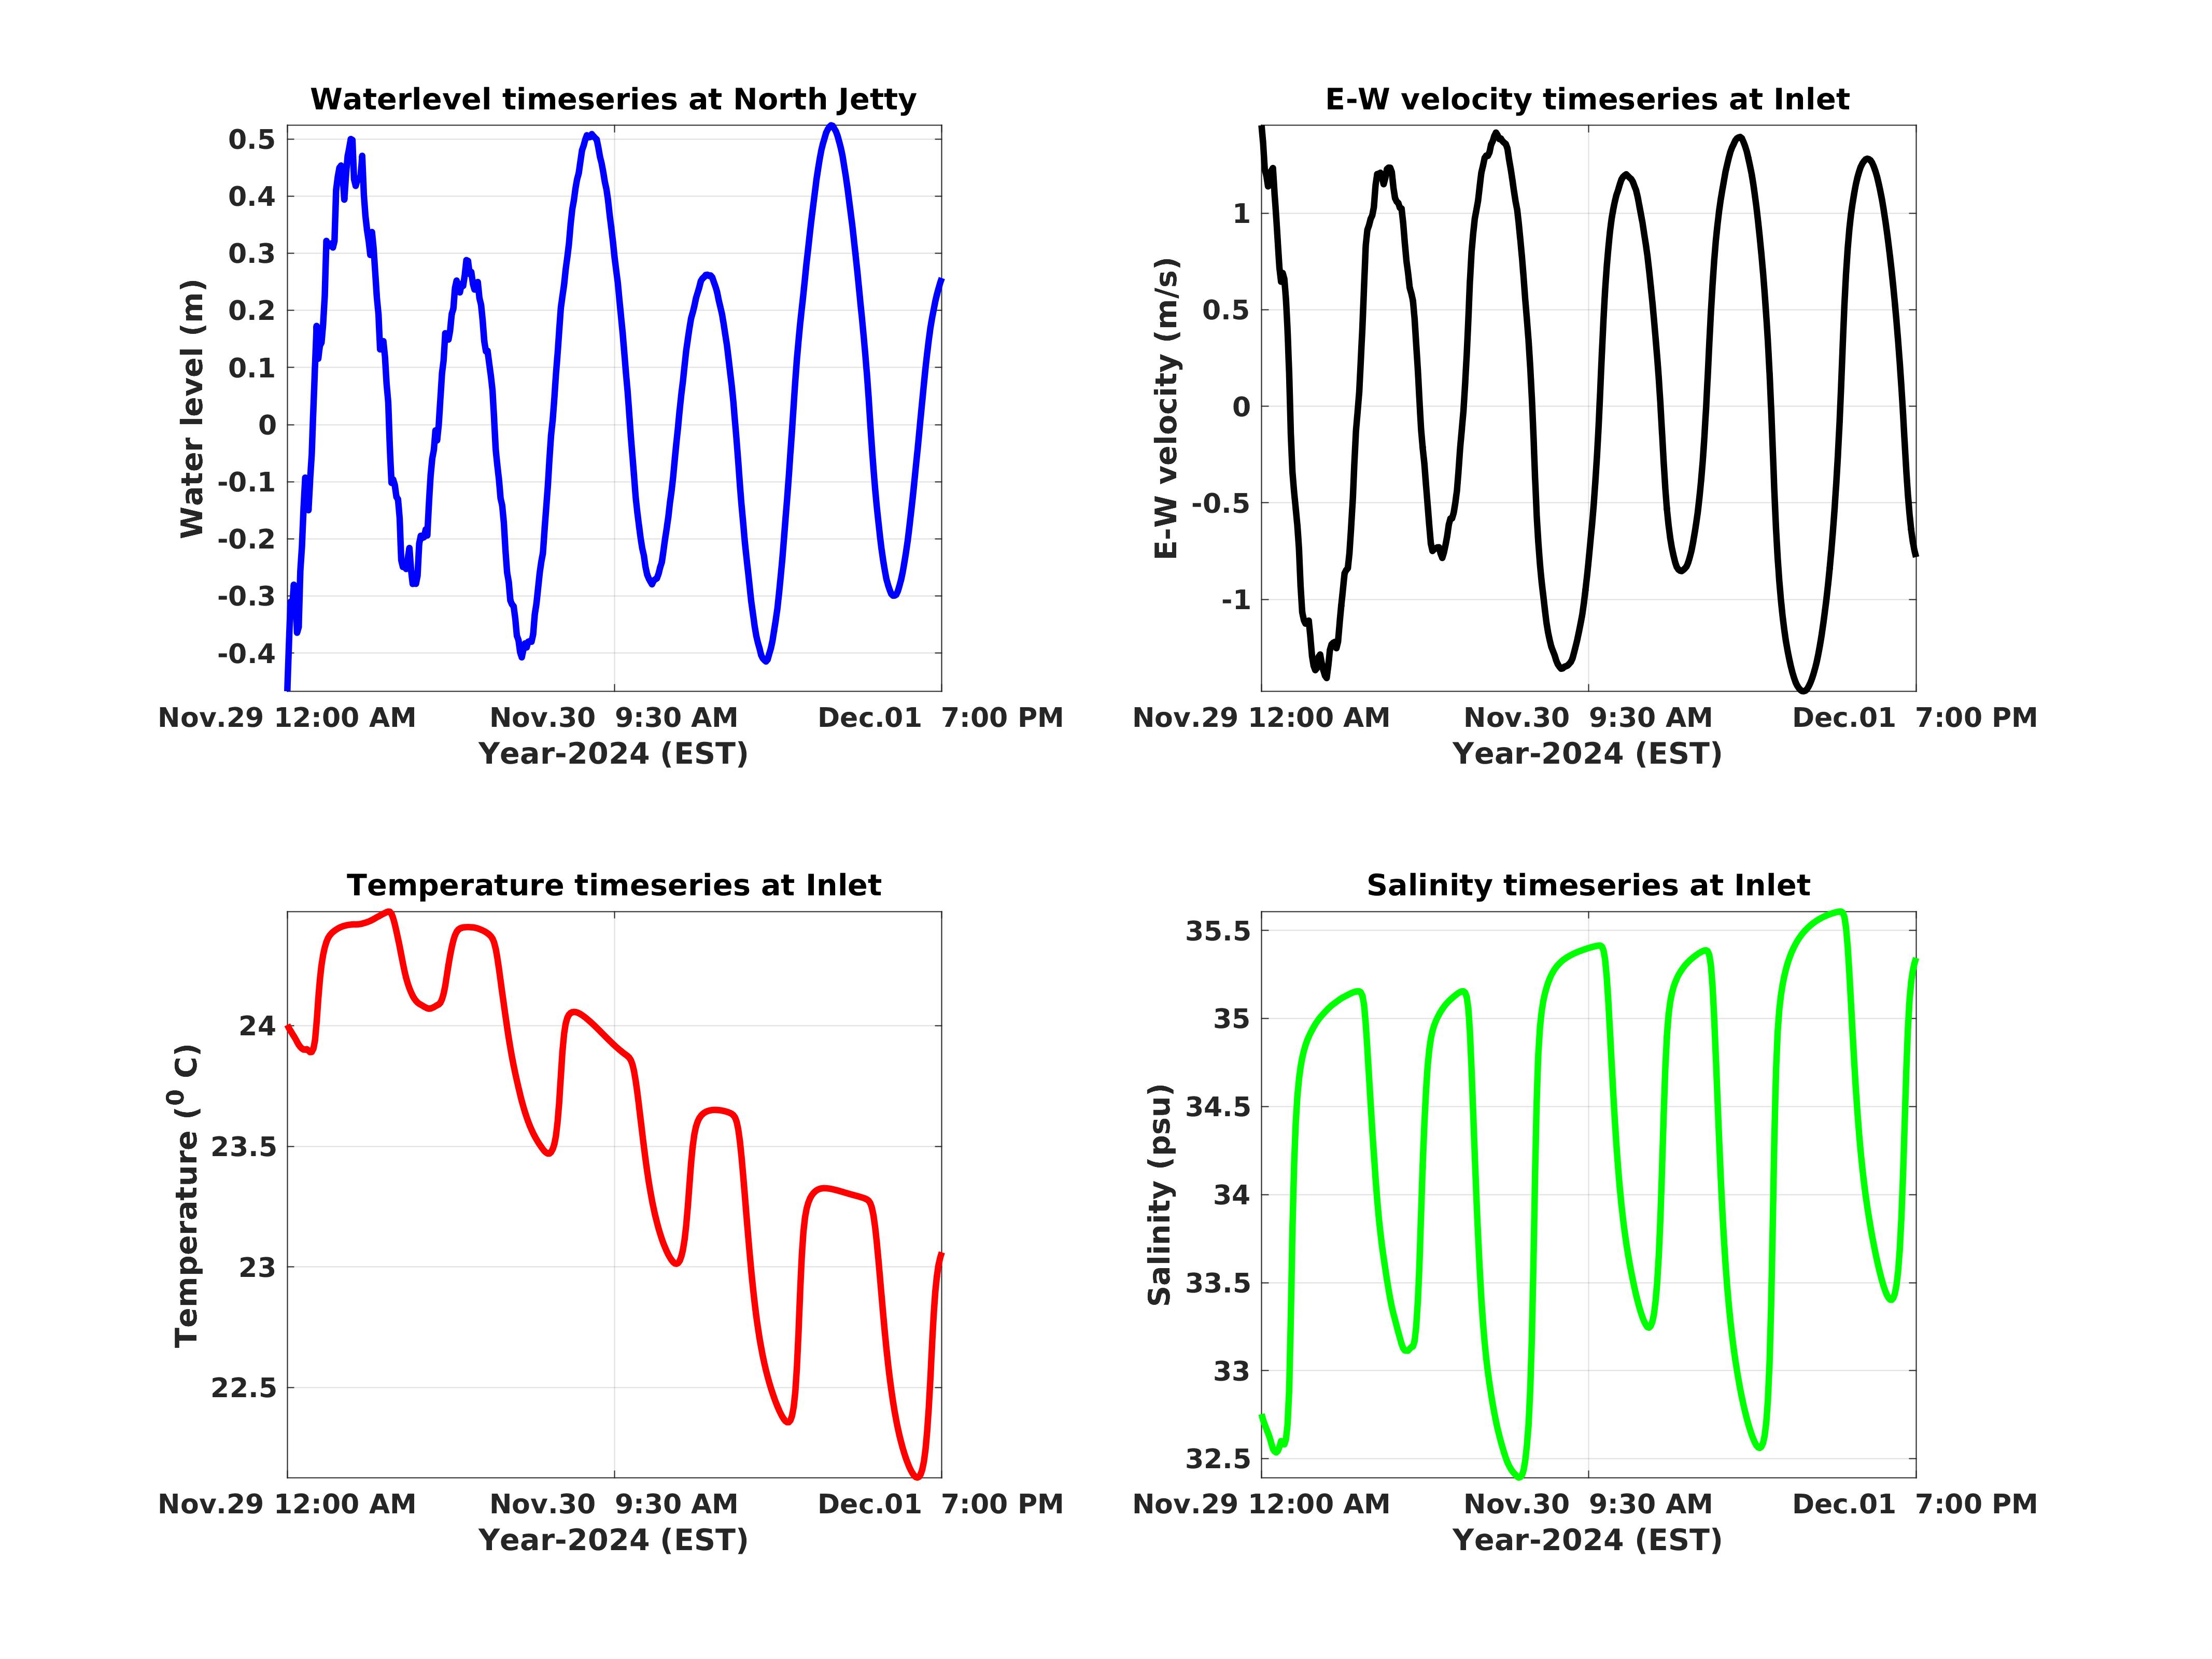 Waterlevel timeseries at North Jetty
0.5
0.4
0.3
0.2
0.1
0
-0.1
-0.2
-0.3
-0.4
Water level (m)
Nov.29 12:00 AM Nov.30 9:30 AM Dec.01 7:00 PM
Year-2024 (EST)
E-W velocity timeseries at Inlet
1
0.5
0
-0.5
-1
E-W velocity (m/s)
Nov.29 12:00 AM Nov.30 9:30 AM Dec.01 7:00 PM
Year-2024 (EST)
Temperature timeseries at Inlet
24
23.5
23
22.5
Temperature (⁰ C)
Nov.29 12:00 AM Nov.30 9:30 AM Dec.01 7:00 PM
Year-2024 (EST)
Salinity timeseries at Inlet
35.5
35
34.5
34
33.5
33
32.5
Salinity (psu)
Nov.29 12:00 AM Nov.30 9:30 AM Dec.01 7:00 PM
Year-2024 (EST)